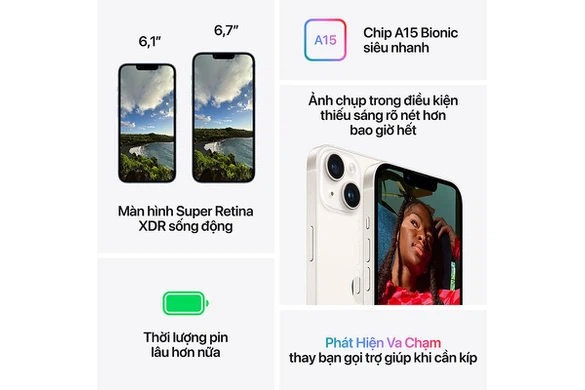 6,1”
6,7”
Màn hình Super Retina
XDR sống động
A15
Chip A15 Bionic
siêu nhanh
Ảnh chụp trong điều kiện
thiếu sáng rõ nét hơn
bao giờ hết
Thời lượng pin
lâu hơn nữa
Phát Hiện Va Chạm
thay bạn gọi trợ giúp khi cần kíp